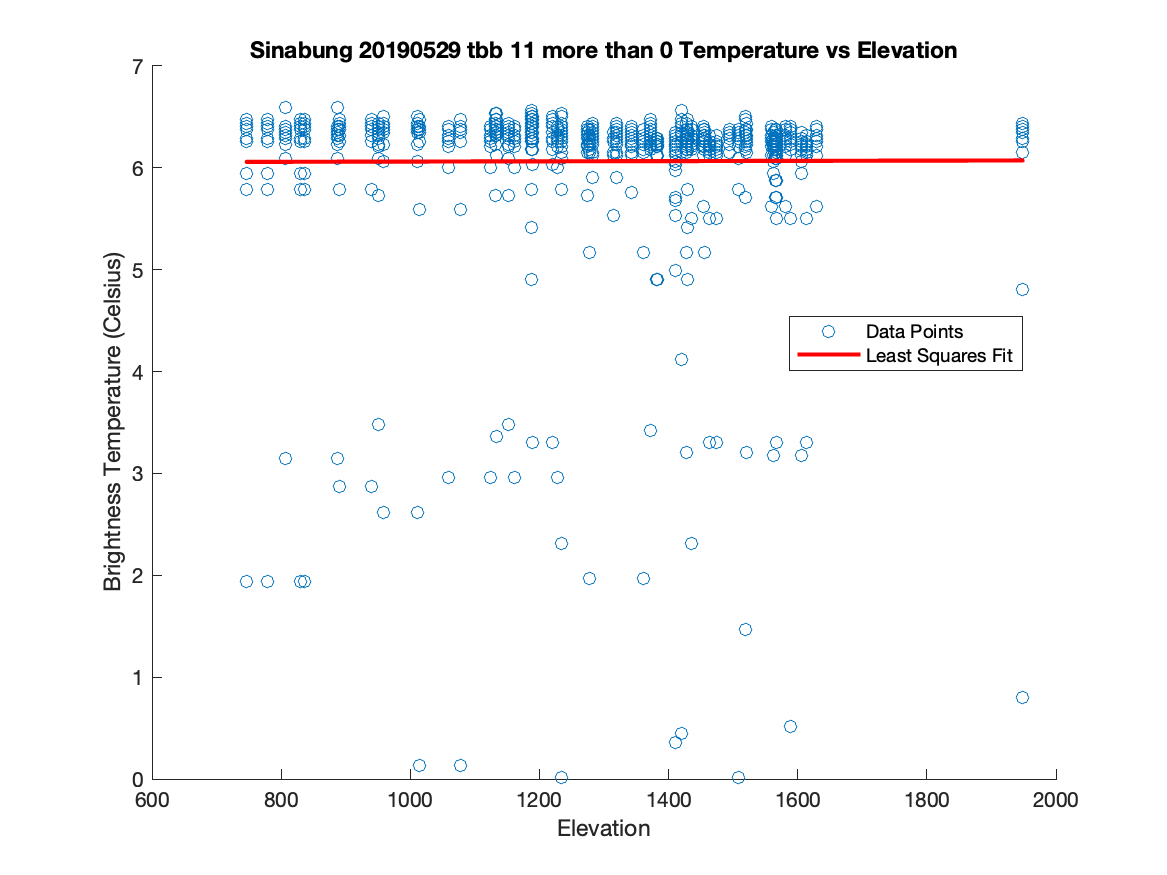 Sinabung 20190529 tbb 11 more than 0 Temperature vs Elevation
7
6
5
4
3
2
1
0
Brightness Temperature (Celsius)
Data Points
Least Squares Fit
600 800 1000 1200 1400 1600 1800 2000
Elevation